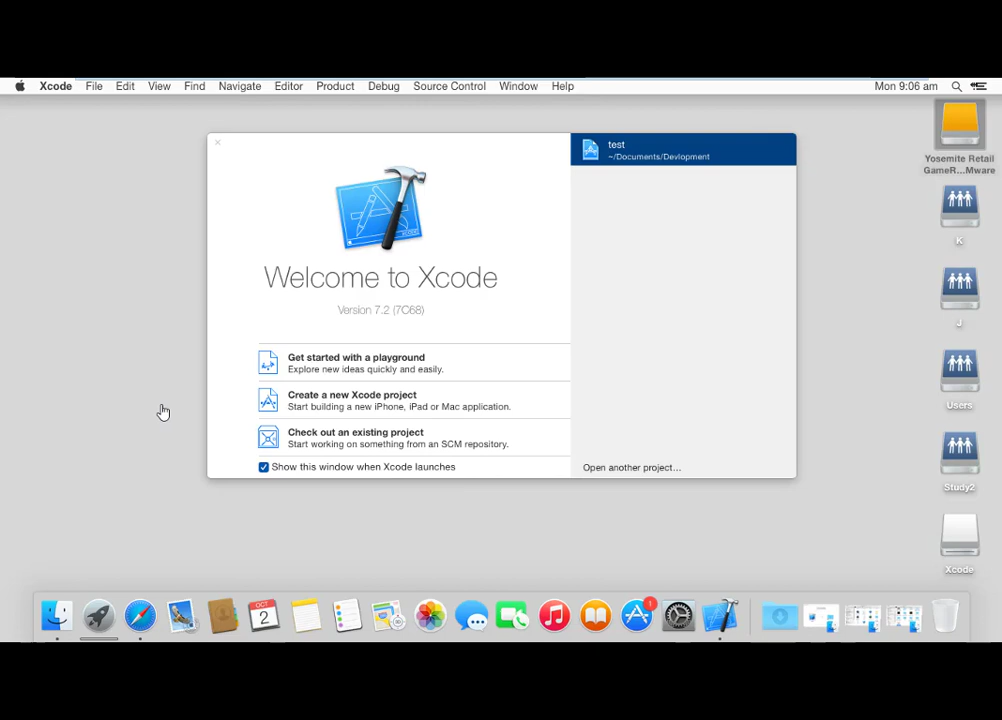 Xcode File Edit View Find Navigate Editor Product Debug Source Control Window Help Mon 9:06 am
test
~/Documents/Devlopment
Welcome to Xcode
Version 7.2 (7C68)
Get started with a playground
Explore new ideas quickly and easily.
Create a new Xcode project
Start building a new iPhone, iPad or Mac application.
Check out an existing project
Start working on something from an SCM repository.
Show this window when Xcode launches
Open another project...
Yosemite Retail
GameR...Mware
K
J
Users
Study2
Xcode
OCT
2
1